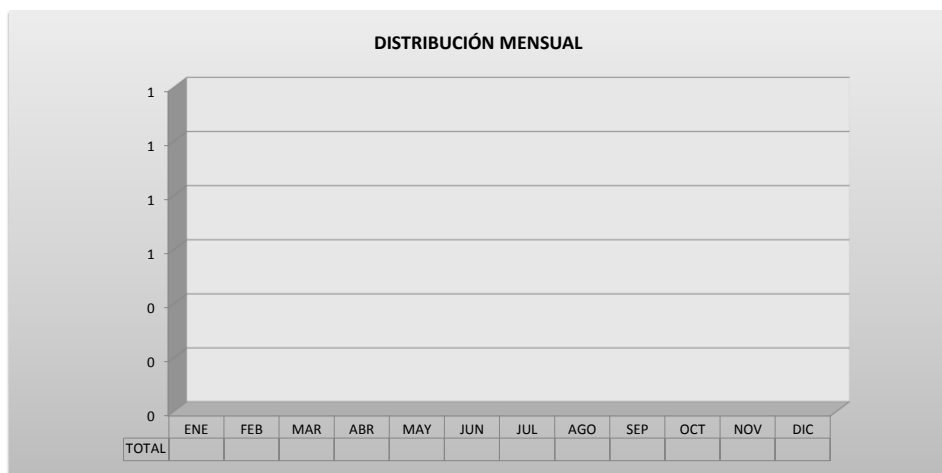 DISTRIBUCIÓN MENSUAL
1
1
1
1
0
0
0
ENE FEB MAR ABR MAY JUN JUL AGO SEP OCT NOV DIC
TOTAL